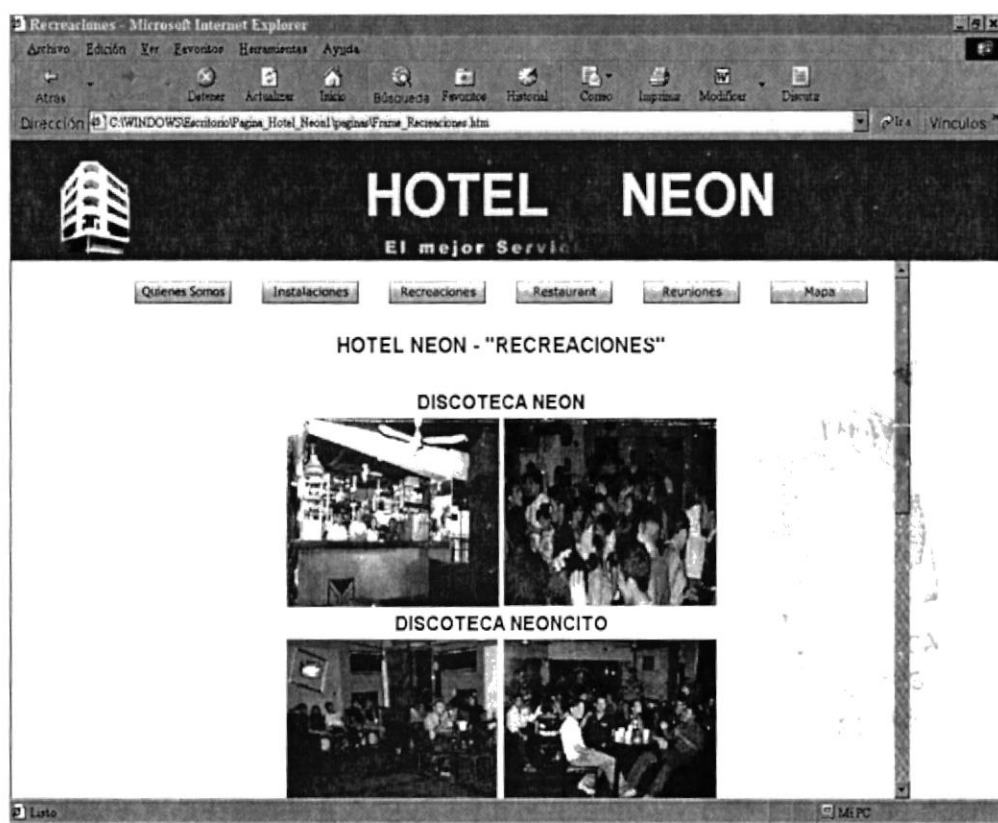 Recreaciones - Microsoft Internet Explorer
Archivo Edición Ver Favoritos Herramientas Ayuda
Atras Detener Actualizar Inicio Búsqueda Favoritos Historial Correo Imprimir Modificar Discutir
Dirección C:\WINDOWS\Escritorio\Pagina_Hotel_Neon1\paginas\Frame_Recreaciones.htm Ir a Vínculos »
HOTEL NEON
El mejor Servic
Quienes Somos Instalaciones Recreaciones Restaurant Reuniones Mapa
HOTEL NEON - "RECREACIONES"
DISCOTECA NEON
DISCOTECA NEONCITO
Listo Mi PC